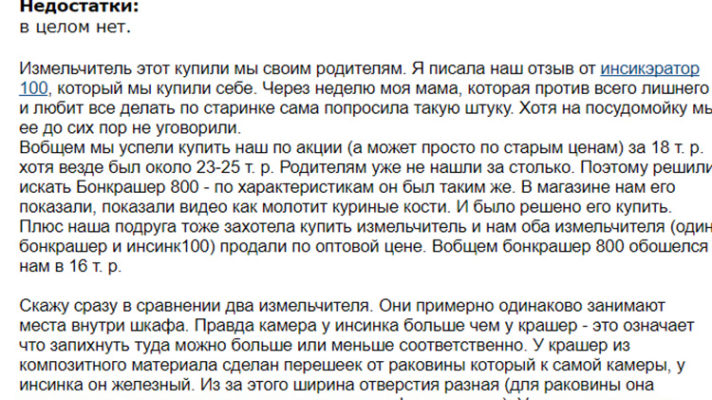 Недостатки:
в целом нет.
Измельчитель этот купили мы своим родителям. Я писала наш отзыв от инсикэратор
100, который мы купили себе. Через неделю моя мама, которая против всего лишнего
и любит все делать по старинке сама попросила такую штуку. Хотя на посудомойку мы
ее до сих пор не уговорили.
Вобщем мы успели купить наш по акции (а может просто по старым ценам) за 18 т. р.
хотя везде был около 23-25 т. р. Родителям уже не нашли за столько. Поэтому решили
искать Бонкрашер 800 - по характеристикам он был таким же. В магазине нам его
показали, показали видео как молотит куриные кости. И было решено его купить.
Плюс наша подруга тоже захотела купить измельчитель и нам оба измельчителя (один
бонкрашер и инсинк100) продали по оптовой цене. Вобщем бонкрашер 800 обошелся
нам в 16 т. р.
Скажу сразу в сравнении два измельчителя. Они примерно одинаково занимают
места внутри шкафа. Правда камера у инсинка больше чем у крашер - это означает
что запихнуть туда можно больше или меньше соответственно. У крашер из
композитного материала сделан перешеек от раковины который к самой камеры, у
инсинка он железный. Из за этого ширина отверстия разная (для раковины она